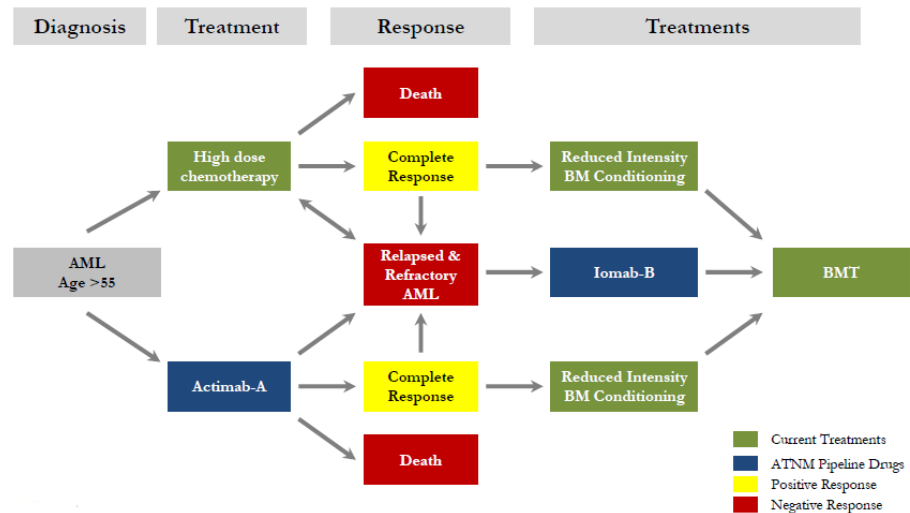 Diagnosis
Treatment
Response
Treatments
Death
High dose
chemotherapy
Complete
Response
Reduced Intensity
BM Conditioning
AML
Age >55
Relapsed &
Refractory
AML
Iomab-B
BMT
Actimab-A
Complete
Response
Reduced Intensity
BM Conditioning
Death
Current Treatments
ATNM Pipeline Drugs
Positive Response
Negative Response